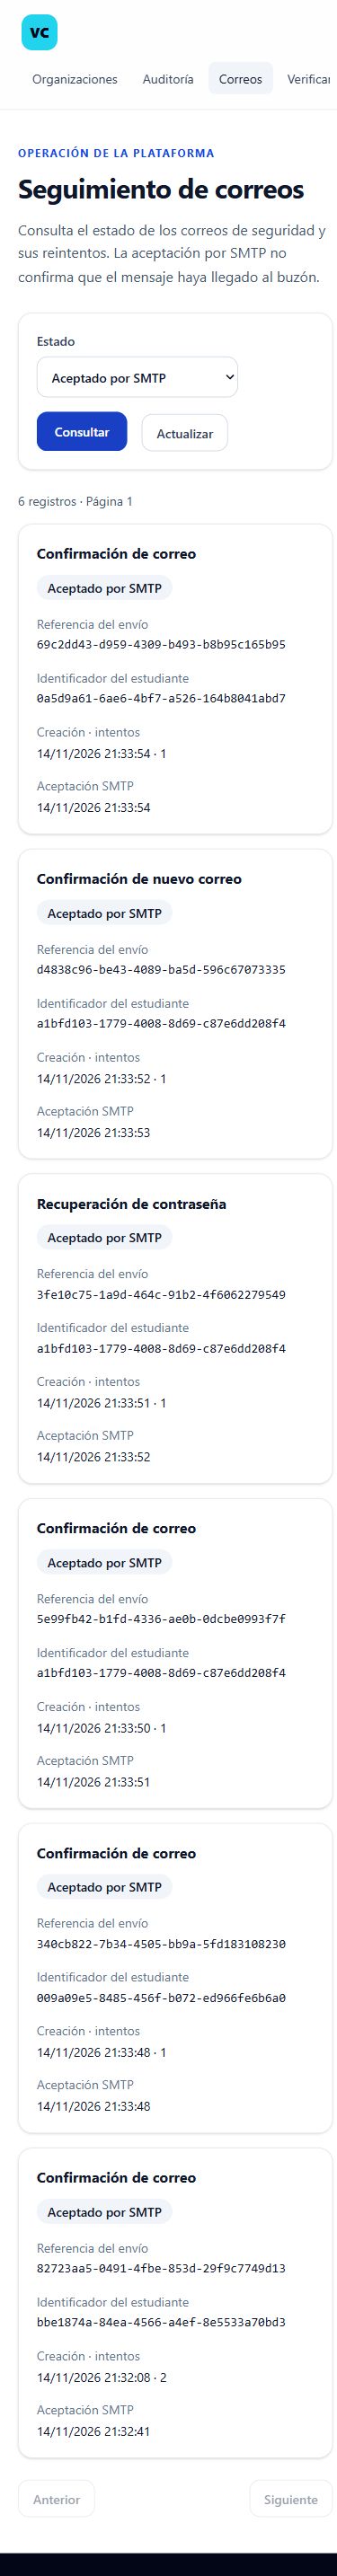 vc
Organizaciones Auditoría Correos Verificar
OPERACIÓN DE LA PLATAFORMA
Seguimiento de correos
Consulta el estado de los correos de seguridad y
sus reintentos. La aceptación por SMTP no
confirma que el mensaje haya llegado al buzón.
Estado
Aceptado por SMTP
Consultar Actualizar
6 registros · Página 1
Confirmación de correo
Aceptado por SMTP
Referencia del envío
69c2dd43-d959-4309-b493-b8b95c165b95
Identificador del estudiante
0a5d9a61-6ae6-4bf7-a526-164b8041abd7
Creación · intentos
14/11/2026 21:33:54 · 1
Aceptación SMTP
14/11/2026 21:33:54
Confirmación de nuevo correo
Aceptado por SMTP
Referencia del envío
d4838c96-be43-4089-ba5d-596c67073335
Identificador del estudiante
a1bfd103-1779-4008-8d69-c87e6dd208f4
Creación · intentos
14/11/2026 21:33:52 · 1
Aceptación SMTP
14/11/2026 21:33:53
Recuperación de contraseña
Aceptado por SMTP
Referencia del envío
3fe10c75-1a9d-464c-91b2-4f6062279549
Identificador del estudiante
a1bfd103-1779-4008-8d69-c87e6dd208f4
Creación · intentos
14/11/2026 21:33:51 · 1
Aceptación SMTP
14/11/2026 21:33:52
Confirmación de correo
Aceptado por SMTP
Referencia del envío
5e99fb42-b1fd-4336-ae0b-0dcbe0993f7f
Identificador del estudiante
a1bfd103-1779-4008-8d69-c87e6dd208f4
Creación · intentos
14/11/2026 21:33:50 · 1
Aceptación SMTP
14/11/2026 21:33:51
Confirmación de correo
Aceptado por SMTP
Referencia del envío
340cb822-7b34-4505-bb9a-5fd183108230
Identificador del estudiante
009a09e5-8485-456f-b072-ed966fe6b6a0
Creación · intentos
14/11/2026 21:33:48 · 1
Aceptación SMTP
14/11/2026 21:33:48
Confirmación de correo
Aceptado por SMTP
Referencia del envío
82723aa5-0491-4fbe-853d-29f9c7749d13
Identificador del estudiante
bbe1874a-84ea-4566-a4ef-8e5533a70bd3
Creación · intentos
14/11/2026 21:32:08 · 2
Aceptación SMTP
14/11/2026 21:32:41
Anterior Siguiente